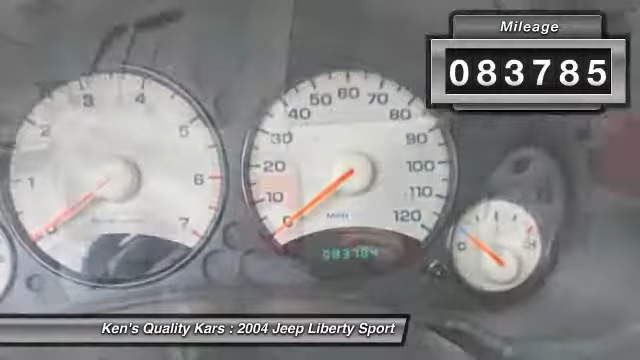 Mileage
083785
1 2 3 4 5 6 7
0 10 20 30 40 50 60 70 80 90 100 110 120
MPH
C H
Ken's Quality Kars : 2004 Jeep Liberty Sport